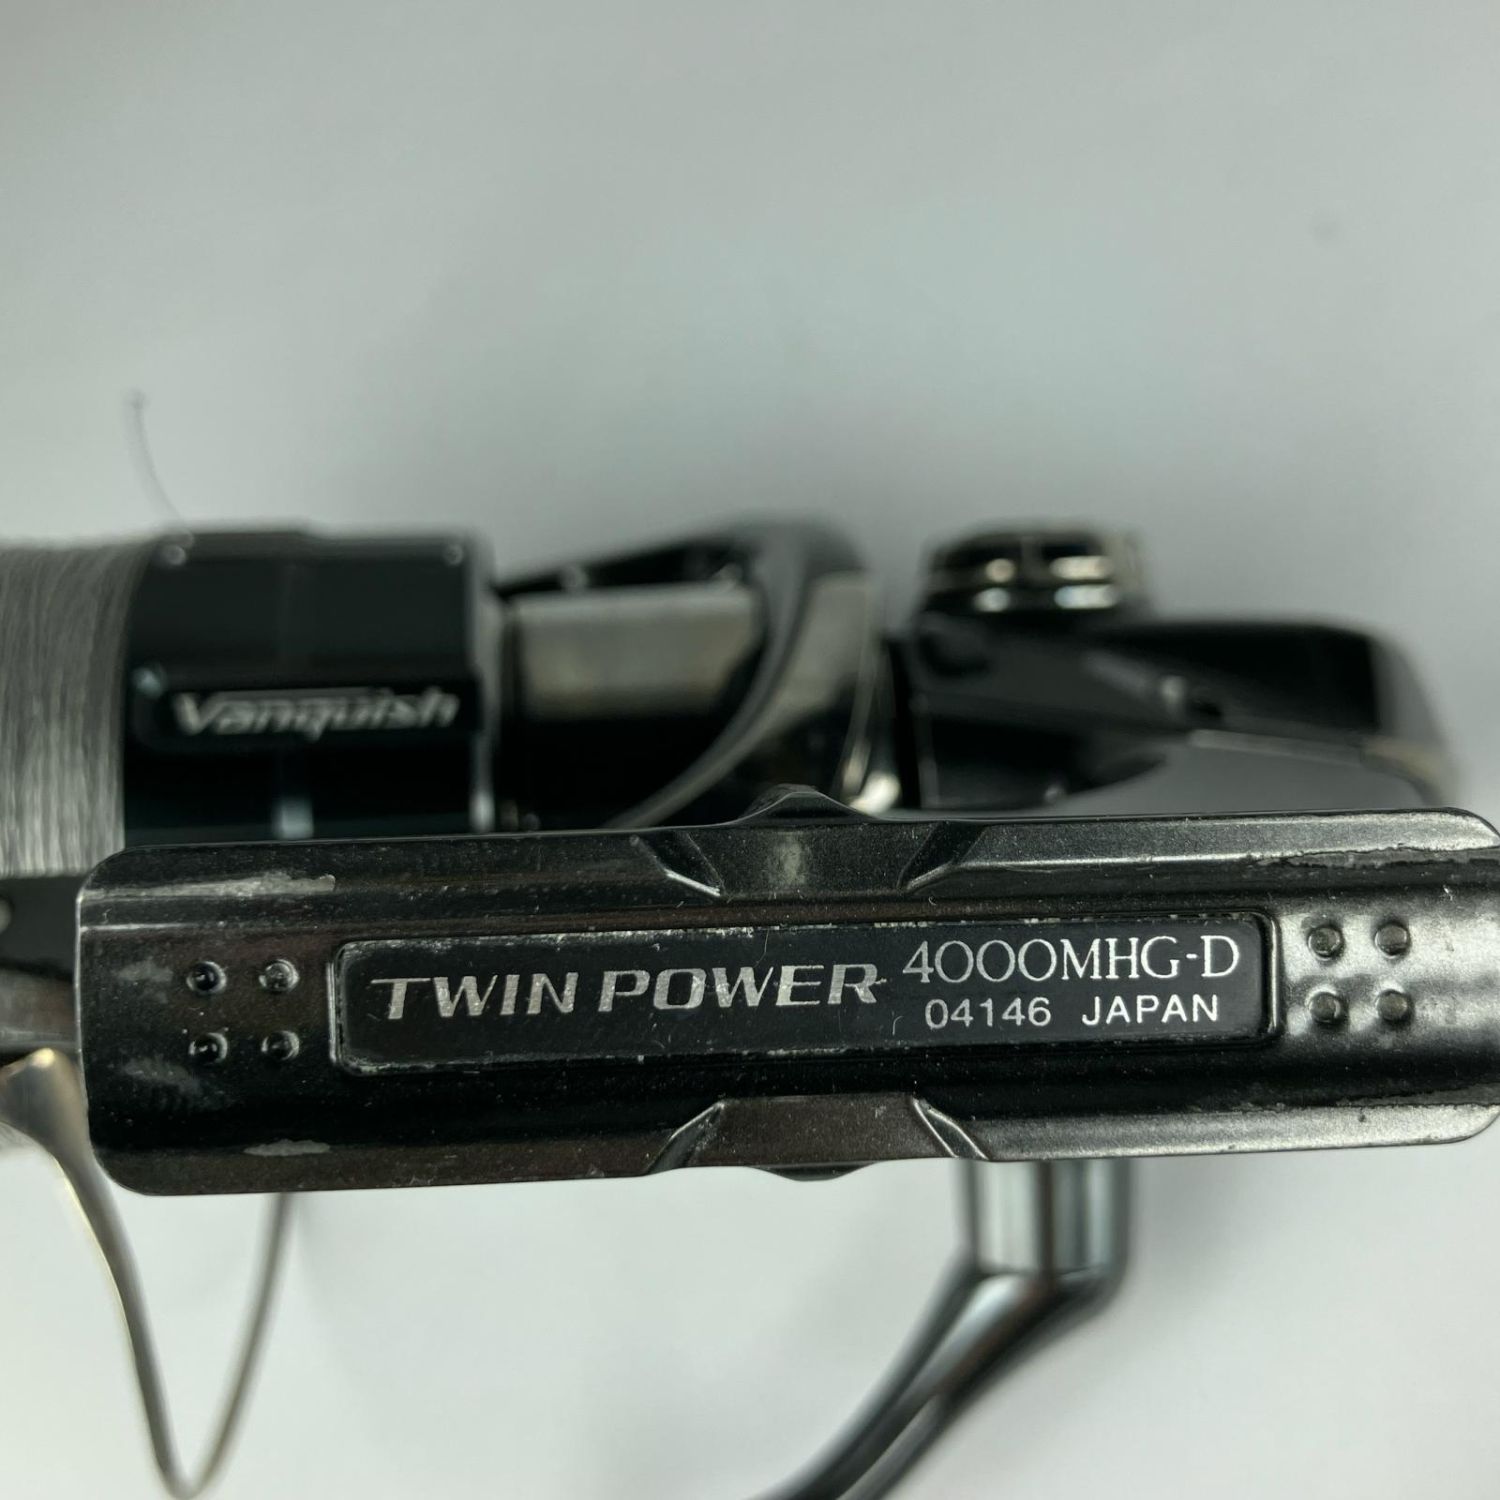 Vanquish
TWIN POWER 4000MHG-D
04146 JAPAN